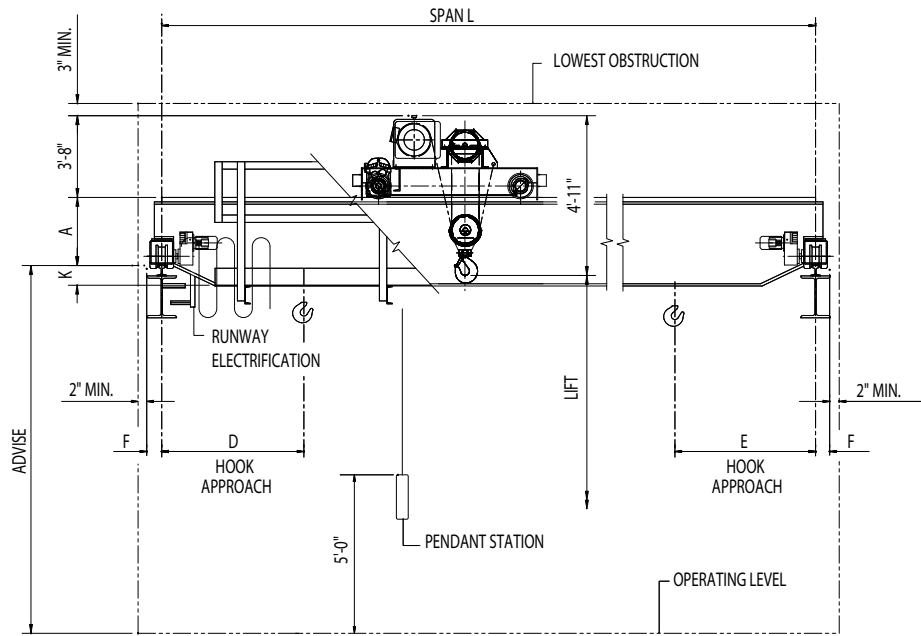 SPAN L
3" MIN.
LOWEST OBSTRUCTION
3'-8"
4'-11"
A
K
RUNWAY
ELECTRIFICATION
2" MIN.
2" MIN.
LIFT
ADVISE
F
D
E
F
HOOK
APPROACH
HOOK
APPROACH
5'-0"
PENDANT STATION
OPERATING LEVEL